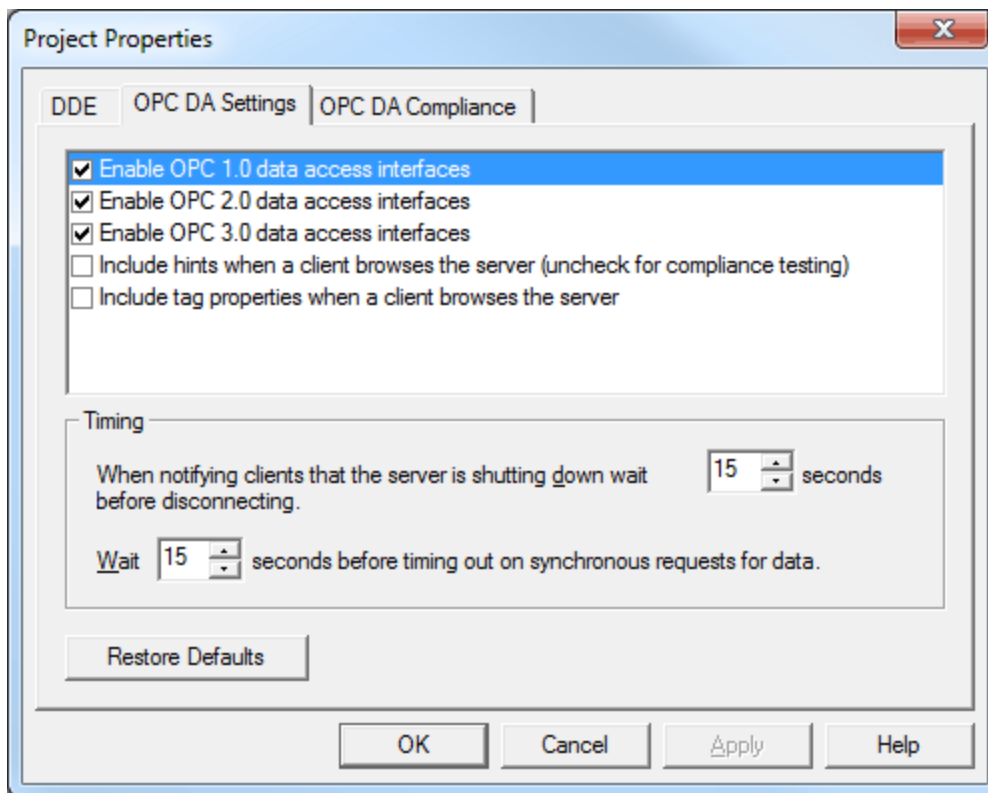 Project Properties
DDE
OPC DA Settings
OPC DA Compliance
Enable OPC 1.0 data access interfaces
Enable OPC 2.0 data access interfaces
Enable OPC 3.0 data access interfaces
Include hints when a client browses the server (uncheck for compliance testing)
Include tag properties when a client browses the server
Timing
When notifying clients that the server is shutting down wait 15 seconds
before disconnecting.
Wait 15 seconds before timing out on synchronous requests for data.
Restore Defaults
OK Cancel Apply Help